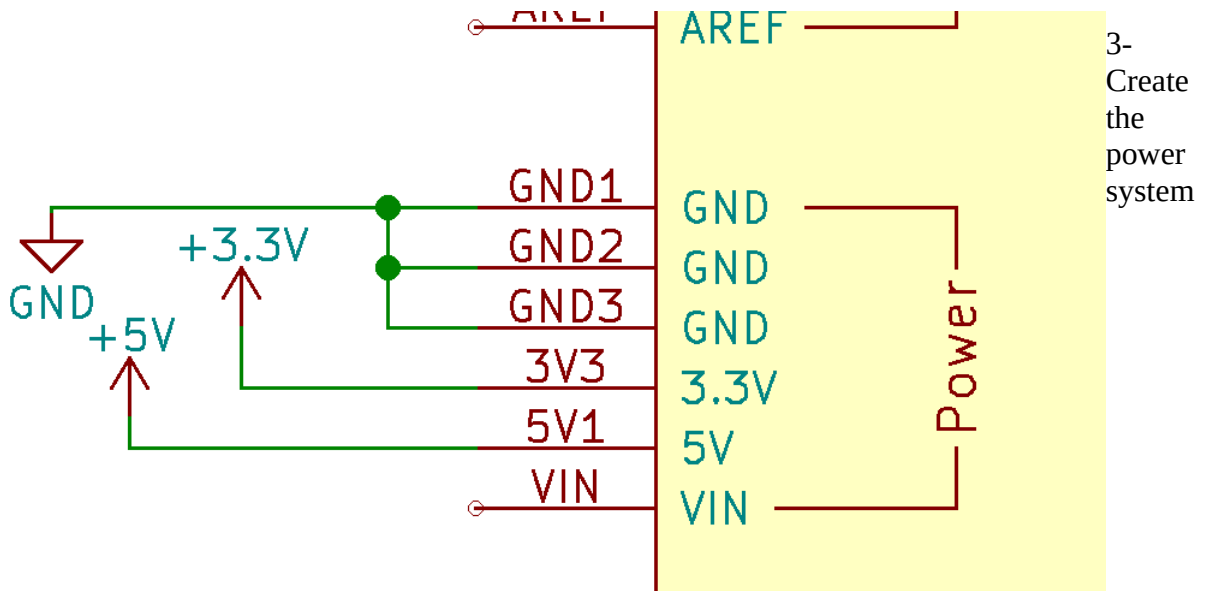 AREF
AREF
3-
Create
the
power
system
GND1
GND
+3.3V
GND2
GND
GND
+5V
GND3
GND
Power
3V3
3.3V
5V1
5V
VIN
VIN